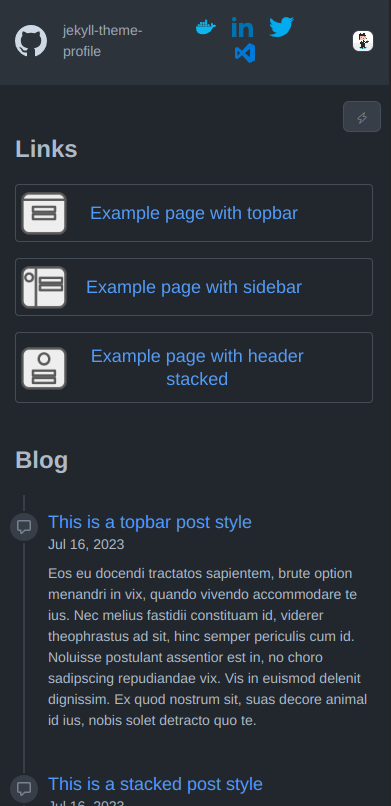 jekyll-theme-
profile
Links
Example page with topbar
Example page with sidebar
Example page with header
stacked
Blog
This is a topbar post style
Jul 16, 2023
Eos eu docendi tractatos sapientem, brute option
menandri in vix, quando vivendo accommodare te
ius. Nec melius fastidii constituam id, viderer
theophrastus ad sit, hinc semper periculis cum id.
Noluisse postulant assentior est in, no choro
sadipscing repudiandae vix. Vis in euismod delenit
dignissim. Ex quod nostrum sit, suas decore animal
id ius, nobis solet detracto quo te.
This is a stacked post style
Jul 16, 2023